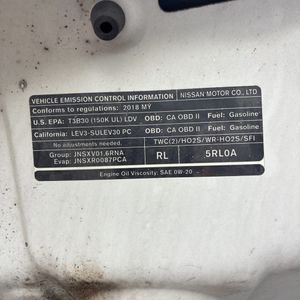 VEHICLE EMISSION CONTROL INFORMATION NISSAN MOTOR CO., LTD
Conforms to regulations: 2018 MY
U.S. EPA: T3B30 (150K UL) LDV OBD: CA OBD II Fuel: Gasoline
California: LEV3-SULEV30 PC OBD: CA OBD II Fuel: Gasoline
No adjustments needed. TWC(2)/HO2S/WR-HO2S/SFI
Group: JNSXV01.6RNA
Evap: JNSXR0087PCA RL 5RL0A
Engine Oil Viscosity: SAE 0W-20